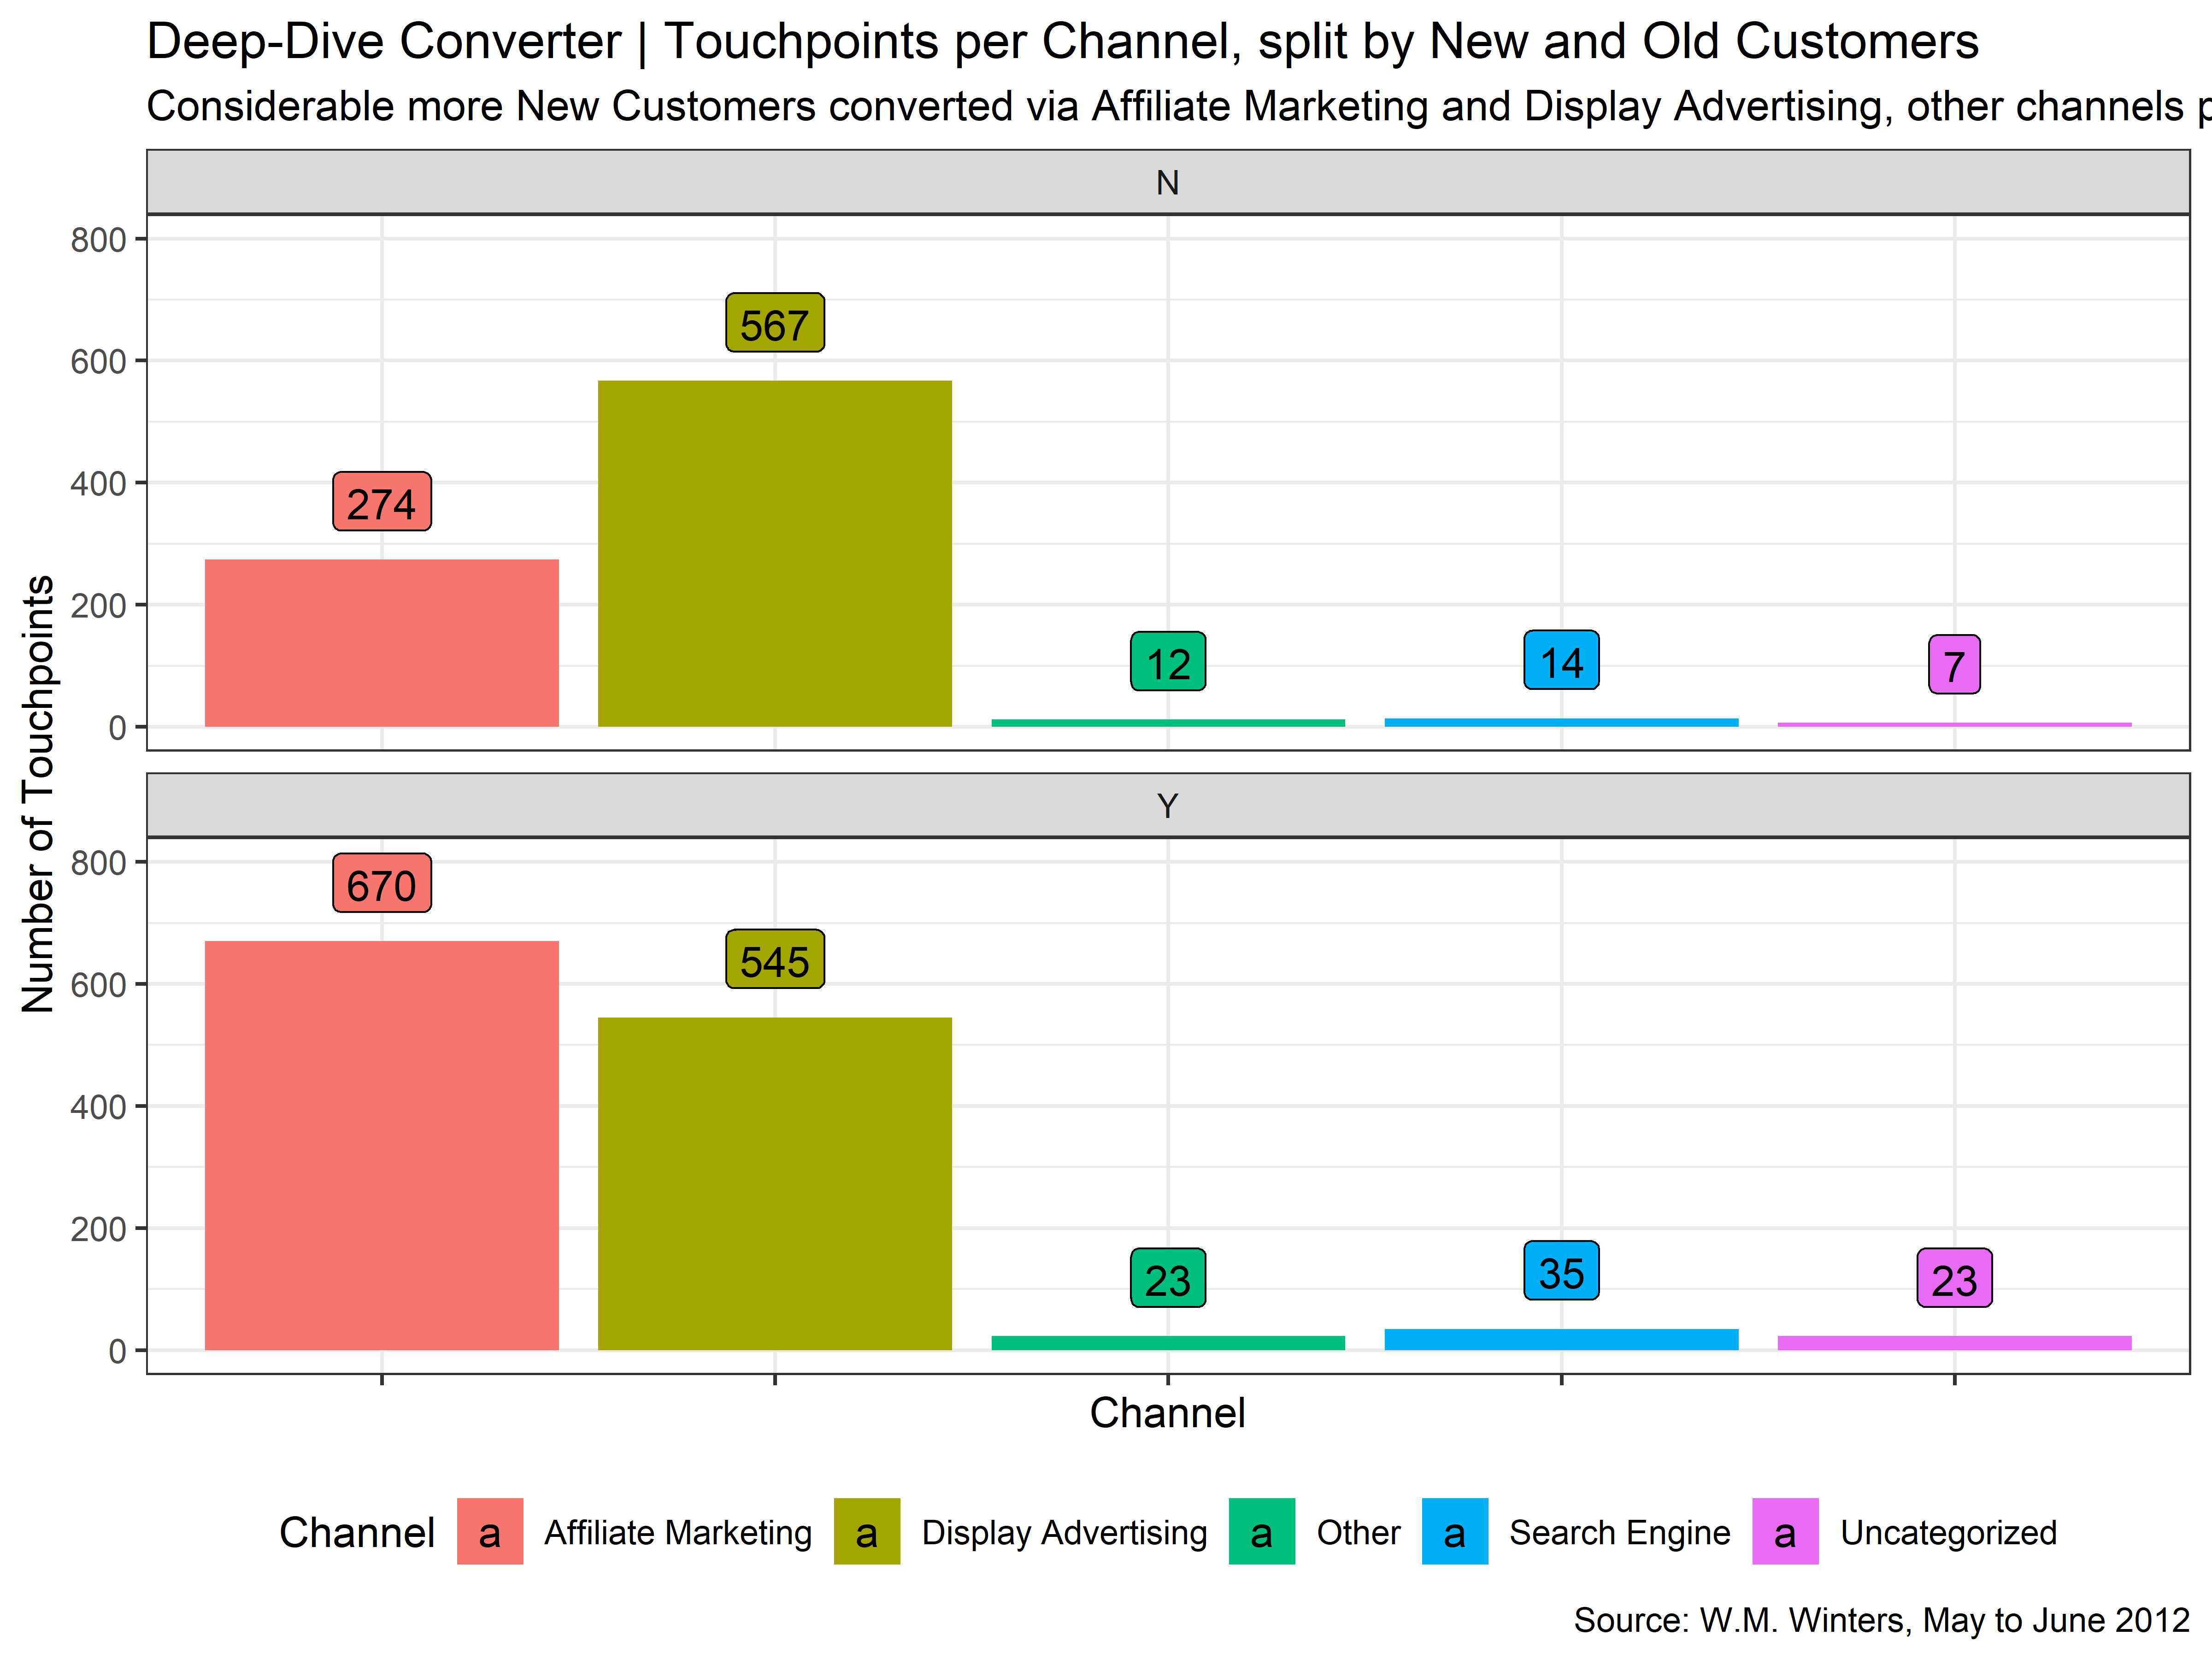 Deep-Dive Converter | Touchpoints per Channel, split by New and Old Customers
Considerable more New Customers converted via Affiliate Marketing and Display Advertising, other channels
N
800
600
400
200
0
274
567
12
14
7
Y
800
600
400
200
0
670
545
23
35
23
Number of Touchpoints
Channel
Channel a Affiliate Marketing a Display Advertising a Other a Search Engine a Uncategorized
Source: W.M. Winters, May to June 2012